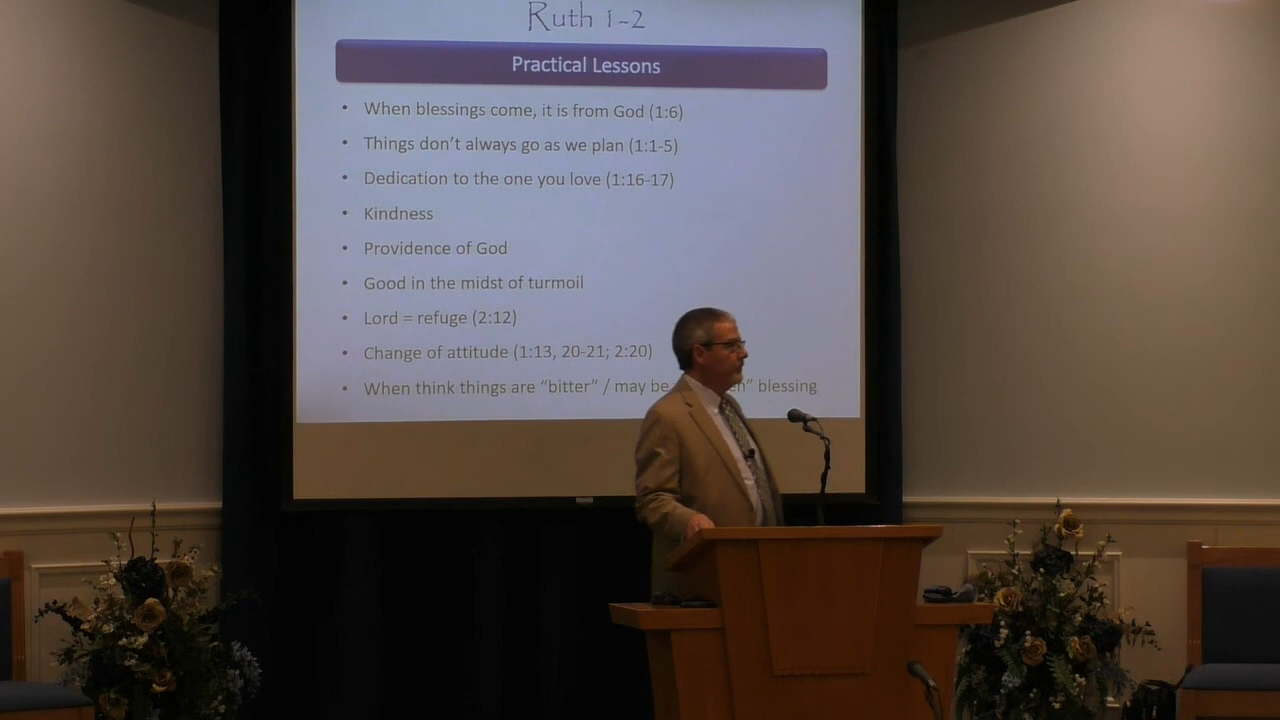 Ruth 1-2
Practical Lessons
• When blessings come, it is from God (1:6)
• Things don't always go as we plan (1:1-5)
• Dedication to the one you love (1:16-17)
• Kindness
• Providence of God
• Good in the midst of turmoil
• Lord = refuge (2:12)
• Change of attitude (1:13, 20-21; 2:20)
• When think things are "bitter" / may be blessing